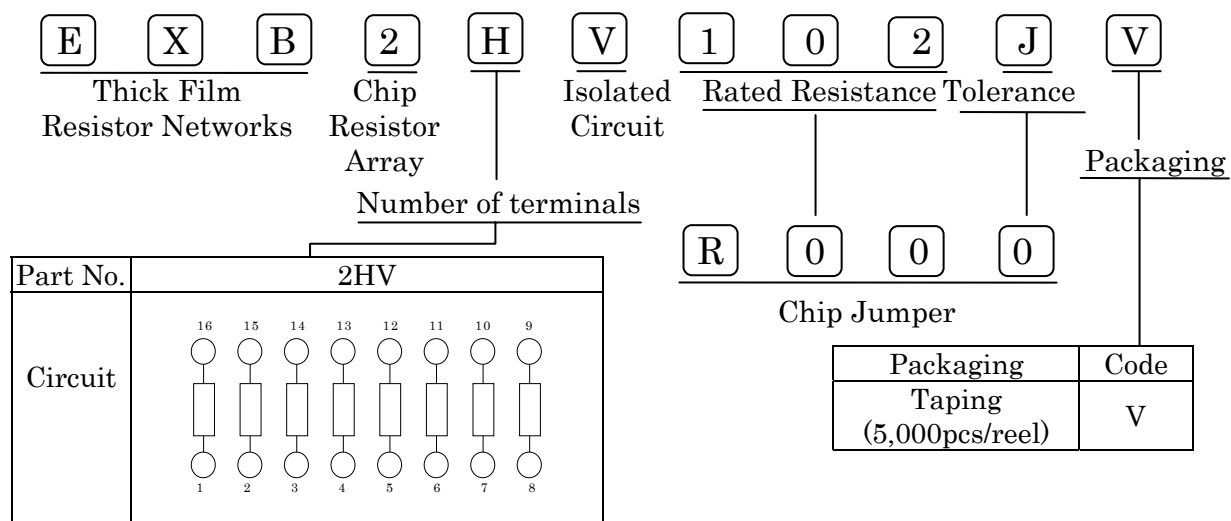 E X B 2 H V 1 0 2 J V
Thick Film
Resistor Networks
Chip
Resistor
Array
Isolated
Circuit
Rated Resistance
Tolerance
Packaging
Number of terminals
R 0 0 0
Chip Jumper
Part No. 2HV
Circuit
16 15 14 13 12 11 10 9
1 2 3 4 5 6 7 8
Packaging Code
Taping
(5,000pcs/reel)
V